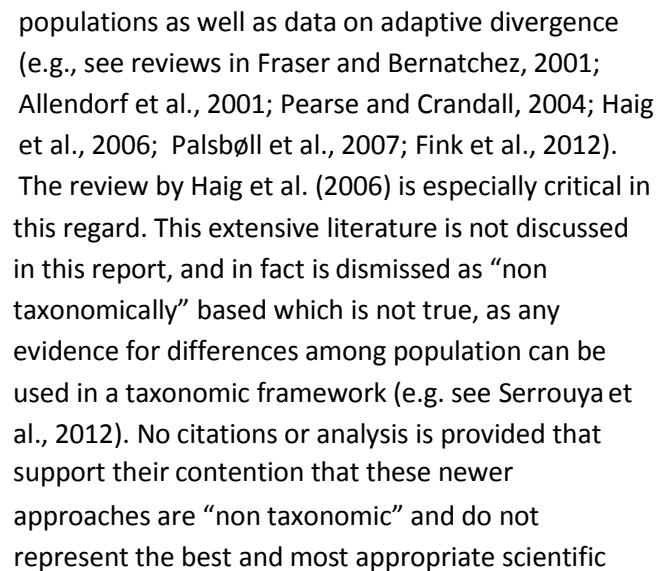 populations as well as data on adaptive divergence
(e.g., see reviews in Fraser and Bernatchez, 2001;
Allendorf et al., 2001; Pearse and Crandall, 2004; Haig
et al., 2006;  Palsbøll et al., 2007; Fink et al., 2012).
The review by Haig et al. (2006) is especially critical in
this regard. This extensive literature is not discussed
in this report, and in fact is dismissed as “non
taxonomically” based which is not true, as any
evidence for differences among population can be
used in a taxonomic framework (e.g. see Serrouya et
al., 2012). No citations or analysis is provided that
support their contention that these newer
approaches are “non taxonomic” and do not
represent the best and most appropriate scientific